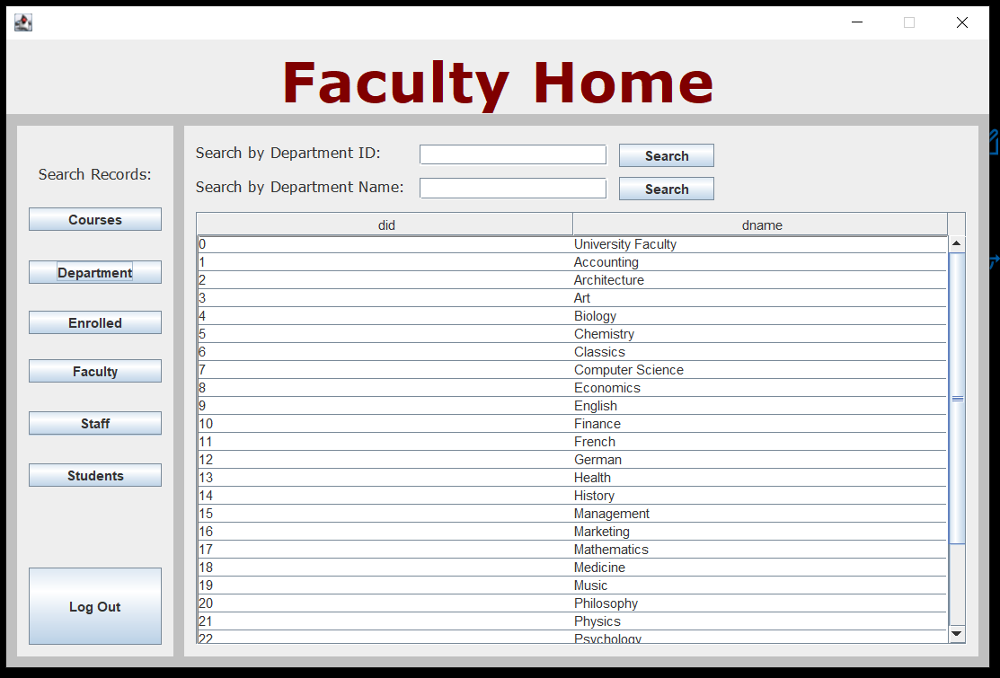 Faculty Home
Search Records:
Courses
Department
Enrolled
Faculty
Staff
Students
Log Out
Search by Department ID: Search
Search by Department Name: Search
did dname
0 University Faculty
1 Accounting
2 Architecture
3 Art
4 Biology
5 Chemistry
6 Classics
7 Computer Science
8 Economics
9 English
10 Finance
11 French
12 German
13 Health
14 History
15 Management
16 Marketing
17 Mathematics
18 Medicine
19 Music
20 Philosophy
21 Physics
22 Psychology